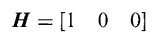 H = [1 0 0]